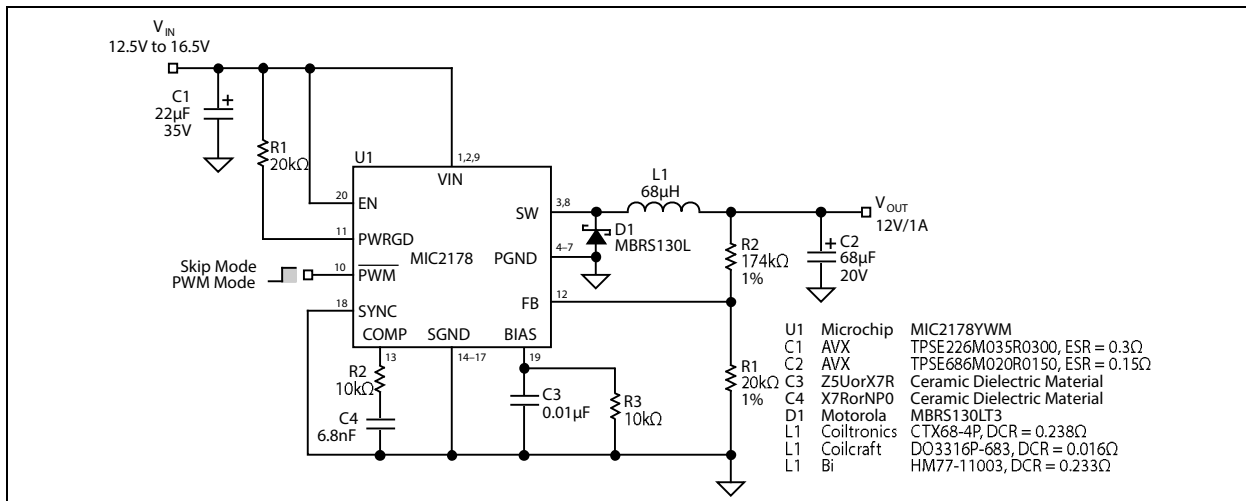 VIN
12.5V to 16.5V
C1
22µF
35V
+
R1
20kΩ
U1
1,2,9
VIN
20
EN
11
PWRGD
MIC2178
Skip Mode
PWM Mode
10
PWM
18
SYNC
COMP
SGND
BIAS
13
14–17
19
SW
3,8
PGND
4–7
FB
12
L1
68µH
D1
MBRS130L
R2
174kΩ
1%
VOUT
12V/1A
+
C2
68µF
20V
R2
10kΩ
C4
6.8nF
C3
0.01µF
R3
10kΩ
R1
20kΩ
1%
U1 Microchip MIC2178YWM
C1 AVX TPSE226M035R0300, ESR = 0.3Ω
C2 AVX TPSE686M020R0150, ESR = 0.15Ω
C3 Z5UorX7R Ceramic Dielectric Material
C4 X7RorNP0 Ceramic Dielectric Material
D1 Motorola MBRS130LT3
L1 Coiltronics CTX68-4P, DCR = 0.238Ω
L1 Coilcraft DO3316P-683, DCR = 0.016Ω
L1 Bi HM77-11003, DCR = 0.233Ω